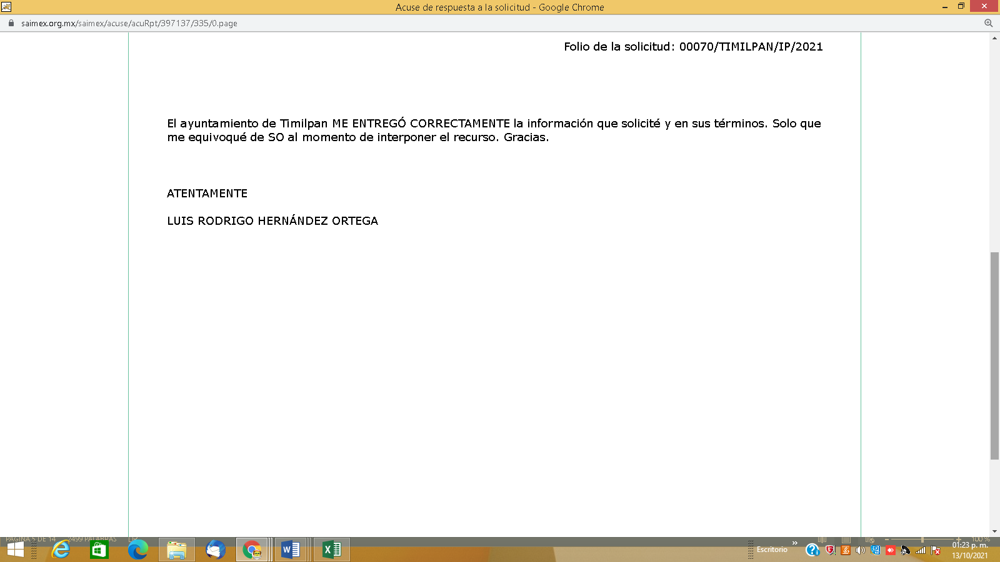 Acuse de respuesta a la solicitud - Google Chrome
saimex.org.mx/saimex/acuse/acuRpt/397137/335/0.page
Folio de la solicitud: 00070/TIMILPAN/IP/2021
El ayuntamiento de Timilpan ME ENTREGÓ CORRECTAMENTE la información que solicité y en sus términos. Solo que
me equivoqué de SO al momento de interponer el recurso. Gracias.
ATENTAMENTE
LUIS RODRIGO HERNÁNDEZ ORTEGA
PÁGINA 5 DE 14 2499 PALABRAS
100 %
Escritorio
01:23 p. m.
13/10/2021